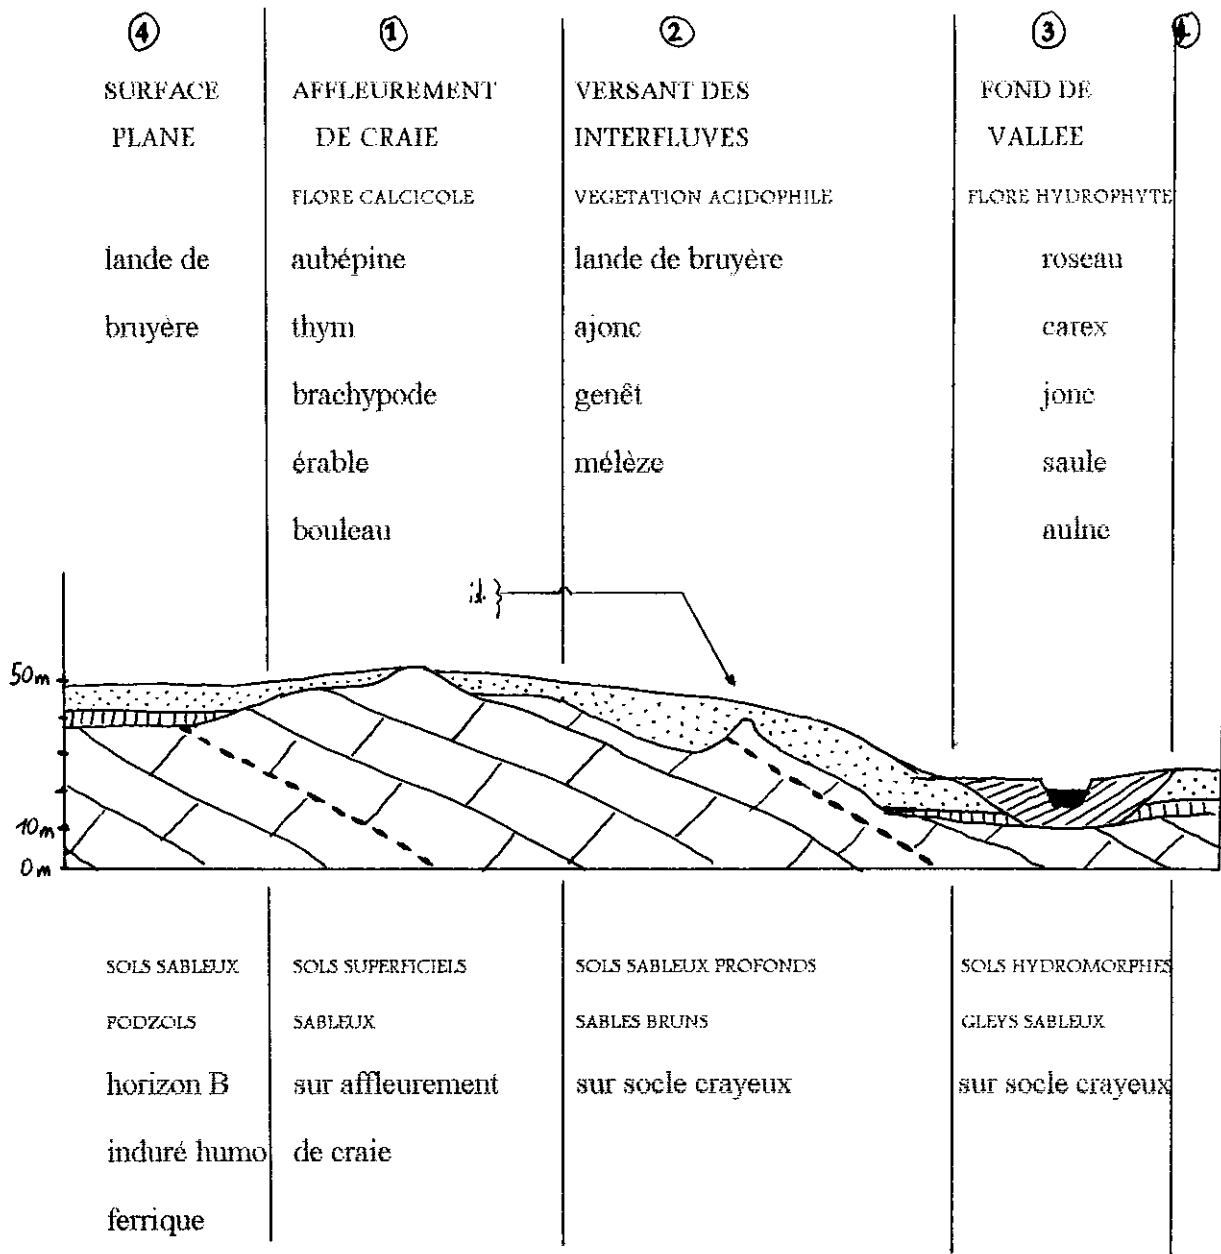 4 1 2 3 4
SURFACE
PLANE
lande de
bruyère
AFFLEUREMENT
DE CRAIE
FLORE CALCICOLE
aubépine
thym
brachypode
érable
bouleau
VERSANT DES
INTERFLUVES
VEGETATION ACIDOPHILE
lande de bruyère
ajonc
genêt
mélèze
FOND DE
VALLEE
FLORE HYDROPHYTE
roseau
carex
jonc
saule
aulne
id.
50m
10m
0m
SOLS SABLEUX
PODZOLS
horizon B
induré humo
ferrique
SOLS SUPERFICIELS
SABLEUX
sur affleurement
de craie
SOLS SABLEUX PROFONDS
SABLES BRUNS
sur socle crayeux
SOLS HYDROMORPHES
GLEYS SABLEUX
sur socle crayeux